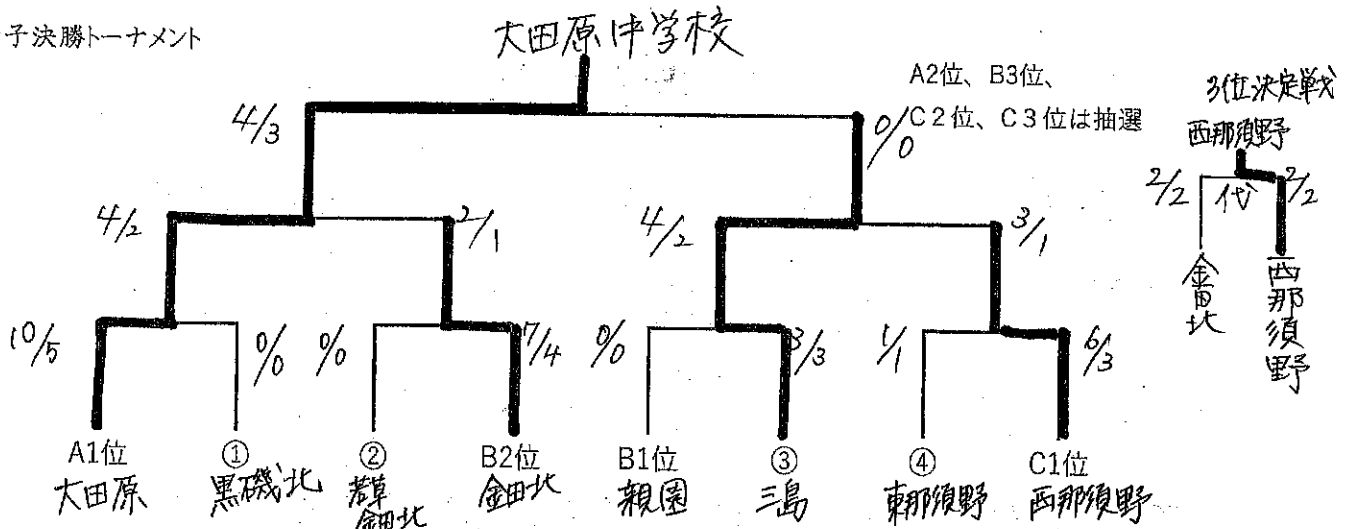 子決勝トーナメント
大田原中学校
A2位、B3位、
C2位、C3位は抽選
3位決定戦
西那須野
4/3
0/0
2/2
代
2/2
4/2
2/1
4/2
3/1
金田北
西那須野
10/5
0/0
0/0
7/4
0/0
3/3
1/1
6/3
A1位
①
②
B2位
B1位
③
④
C1位
大田原
黒磯北
金田北
親園
三島
東那須野
西那須野
金田北